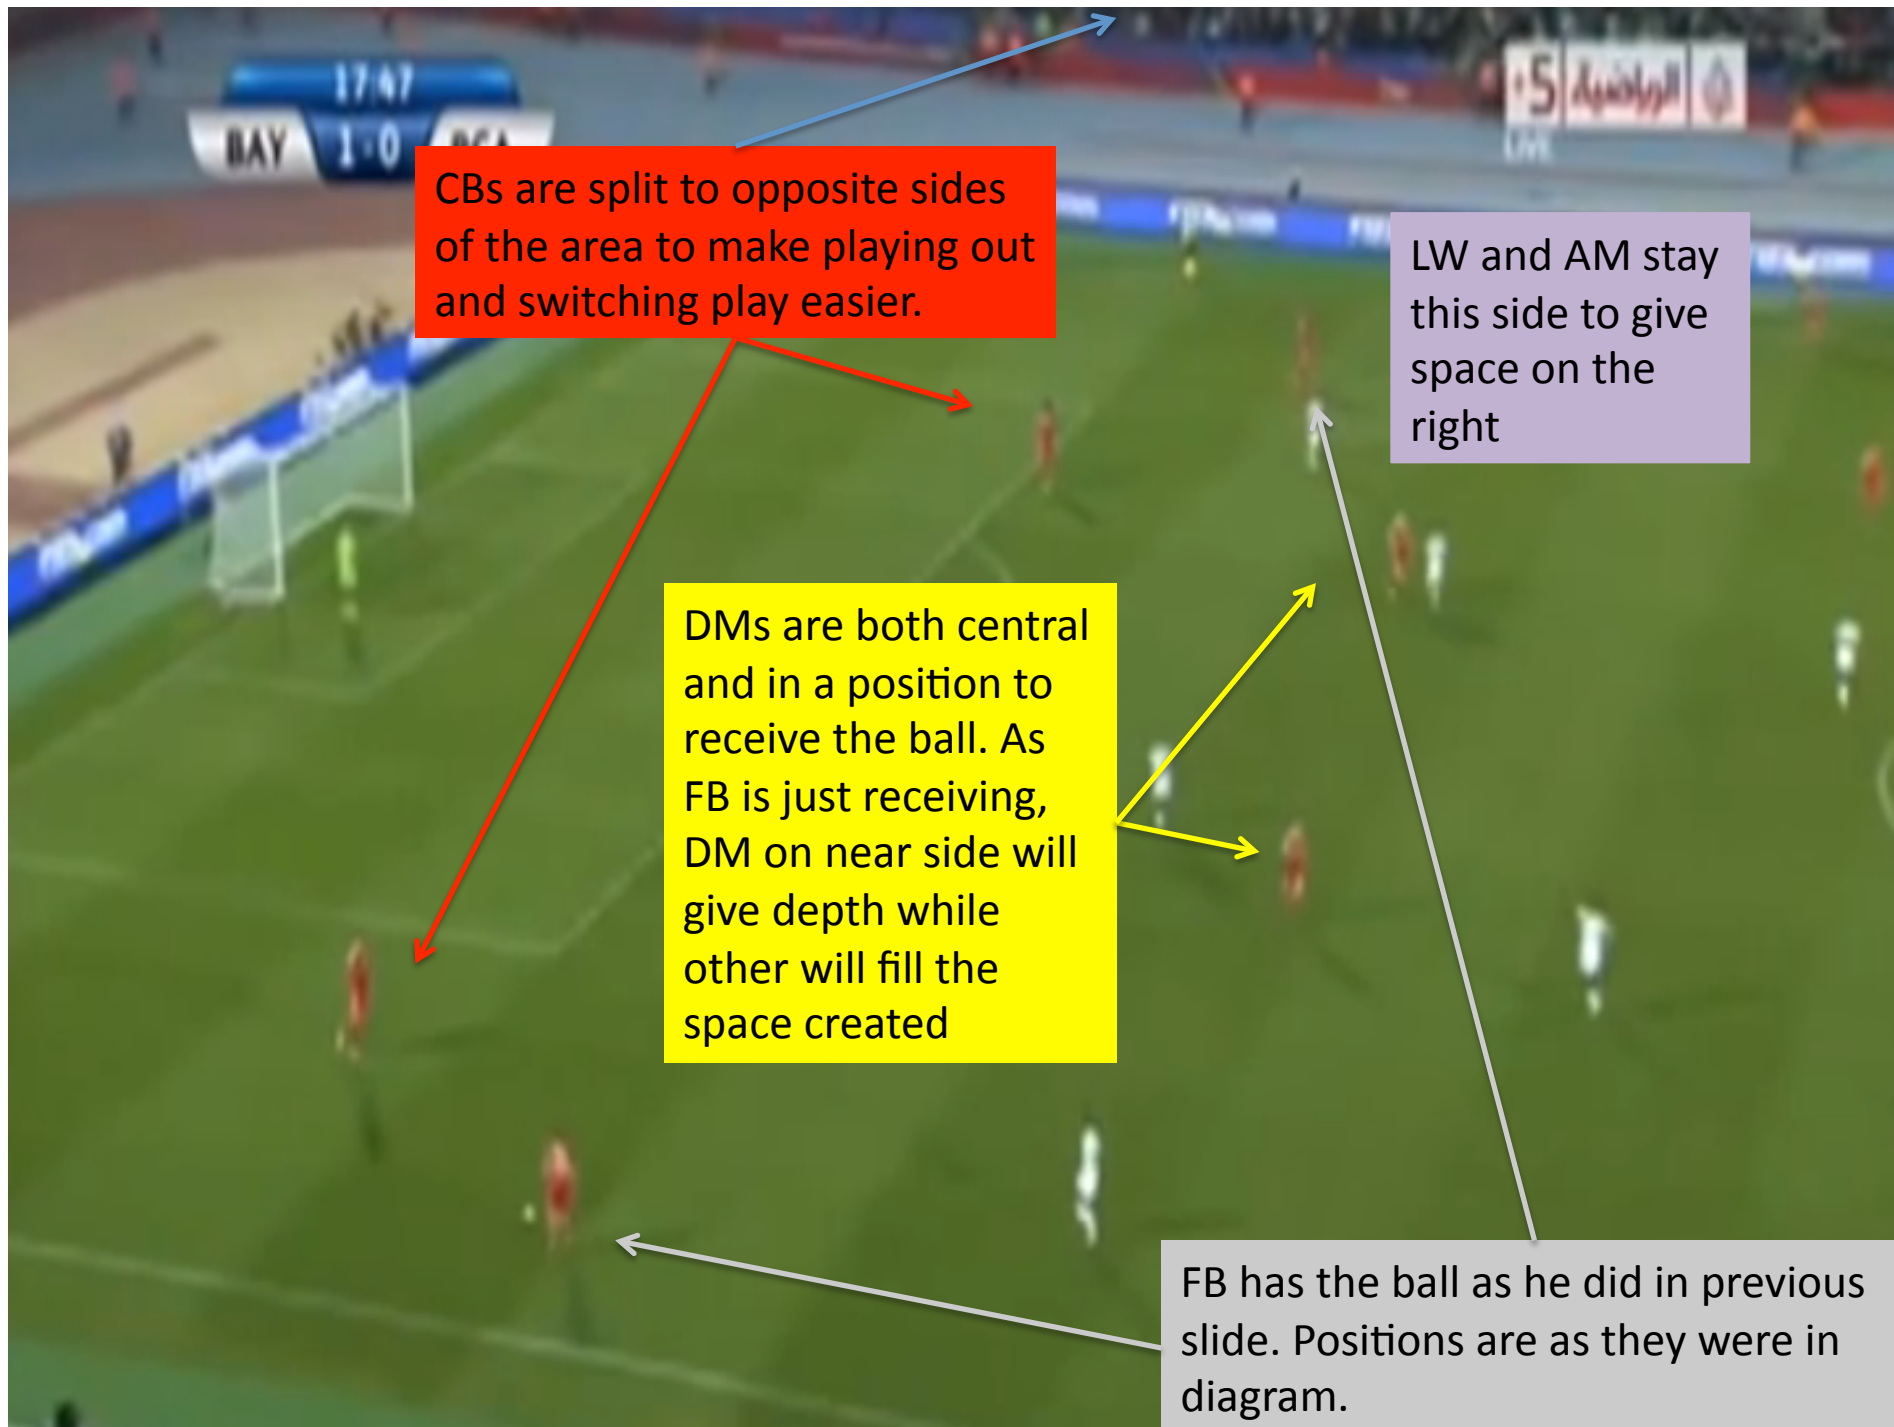 17:47
BAY 1-0
+5 الرياضية
LIVE
CBs are split to opposite sides
of the area to make playing out
and switching play easier.
LW and AM stay
this side to give
space on the
right
DMs are both central
and in a position to
receive the ball. As
FB is just receiving,
DM on near side will
give depth while
other will fill the
space created
FB has the ball as he did in previous
slide. Positions are as they were in
diagram.